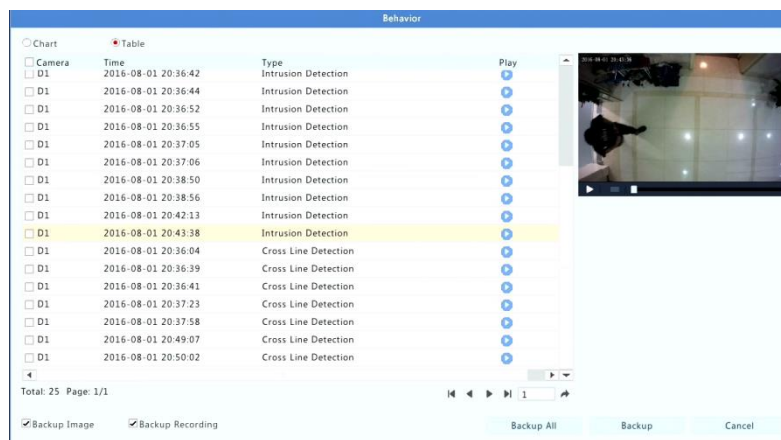 Behavior
Chart Table
Camera Time Type Play
D1 2016-08-01 20:36:42 Intrusion Detection
D1 2016-08-01 20:36:44 Intrusion Detection
D1 2016-08-01 20:36:52 Intrusion Detection
D1 2016-08-01 20:36:55 Intrusion Detection
D1 2016-08-01 20:37:05 Intrusion Detection
D1 2016-08-01 20:37:06 Intrusion Detection
D1 2016-08-01 20:38:50 Intrusion Detection
D1 2016-08-01 20:38:56 Intrusion Detection
D1 2016-08-01 20:42:13 Intrusion Detection
D1 2016-08-01 20:43:38 Intrusion Detection
D1 2016-08-01 20:36:04 Cross Line Detection
D1 2016-08-01 20:36:39 Cross Line Detection
D1 2016-08-01 20:36:41 Cross Line Detection
D1 2016-08-01 20:37:23 Cross Line Detection
D1 2016-08-01 20:37:58 Cross Line Detection
D1 2016-08-01 20:49:07 Cross Line Detection
D1 2016-08-01 20:50:02 Cross Line Detection
Total: 25 Page: 1/1 1
Backup Image Backup Recording Backup All Backup Cancel